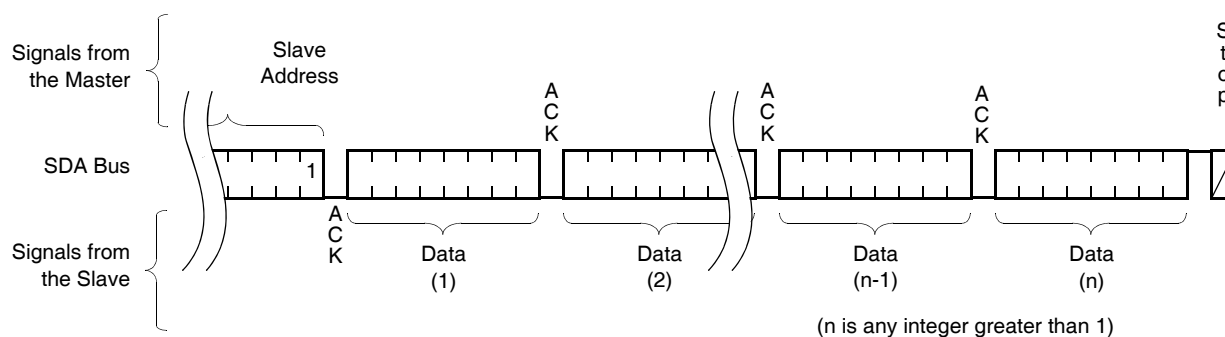 Signals from
the Master
Slave
Address
A
C
K
A
C
K
A
C
K
SDA Bus
1
A
C
K
Signals from
the Slave
Data
(1)
Data
(2)
Data
(n-1)
Data
(n)
(n is any integer greater than 1)